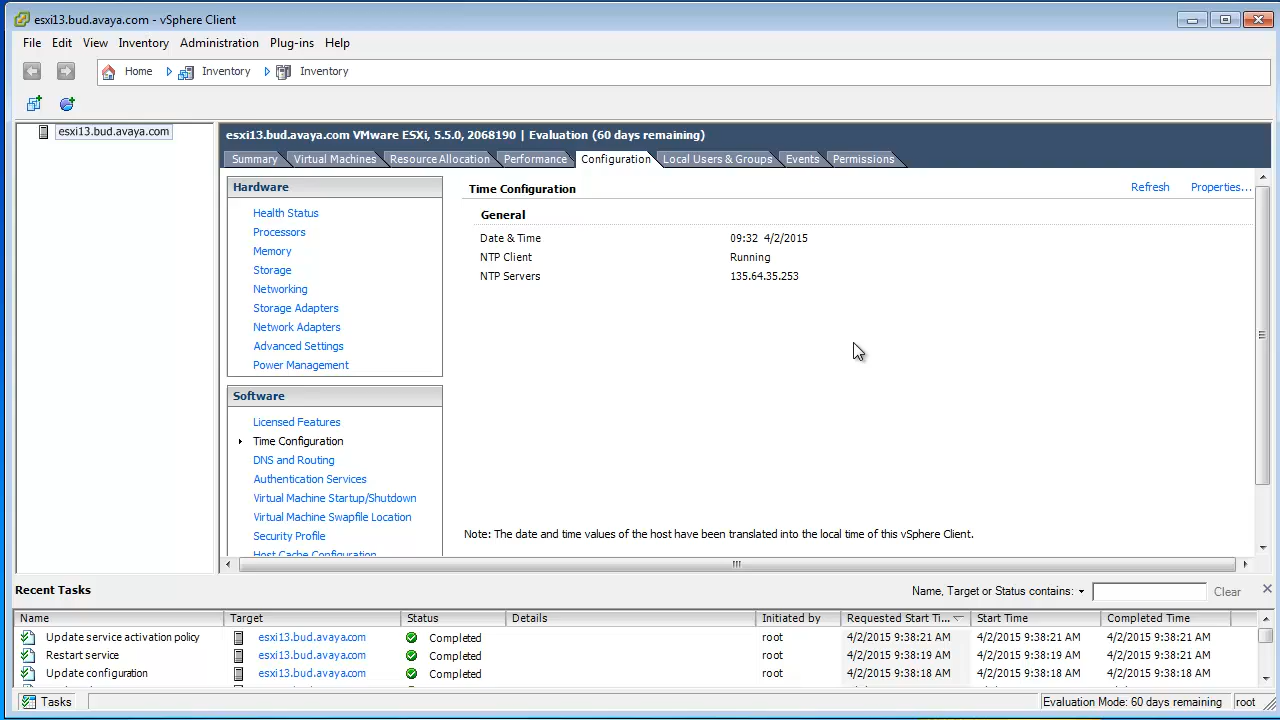 esxi13.bud.avaya.com - vSphere Client
File Edit View Inventory Administration Plug-ins Help
Home Inventory Inventory
esxi13.bud.avaya.com
esxi13.bud.avaya.com VMware ESXi, 5.5.0, 2068190 | Evaluation (60 days remaining)
Summary Virtual Machines Resource Allocation Performance Configuration Local Users & Groups Events Permissions
Hardware
Health Status
Processors
Memory
Storage
Networking
Storage Adapters
Network Adapters
Advanced Settings
Power Management
Software
Licensed Features
Time Configuration
DNS and Routing
Authentication Services
Virtual Machine Startup/Shutdown
Virtual Machine Swapfile Location
Security Profile
Host Cache Configuration
Time Configuration Refresh Properties...
General
Date & Time 09:32 4/2/2015
NTP Client Running
NTP Servers 135.64.35.253
Note: The date and time values of the host have been translated into the local time of this vSphere Client.
Recent Tasks Name, Target or Status contains: Clear
Name Target Status Details Initiated by Requested Start Ti... Start Time Completed Time
Update service activation policy esxi13.bud.avaya.com Completed root 4/2/2015 9:38:21 AM 4/2/2015 9:38:21 AM 4/2/2015 9:38:21 AM
Restart service esxi13.bud.avaya.com Completed root 4/2/2015 9:38:19 AM 4/2/2015 9:38:19 AM 4/2/2015 9:38:19 AM
Update configuration esxi13.bud.avaya.com Completed root 4/2/2015 9:38:18 AM 4/2/2015 9:38:18 AM 4/2/2015 9:38:18 AM
Tasks Evaluation Mode: 60 days remaining root